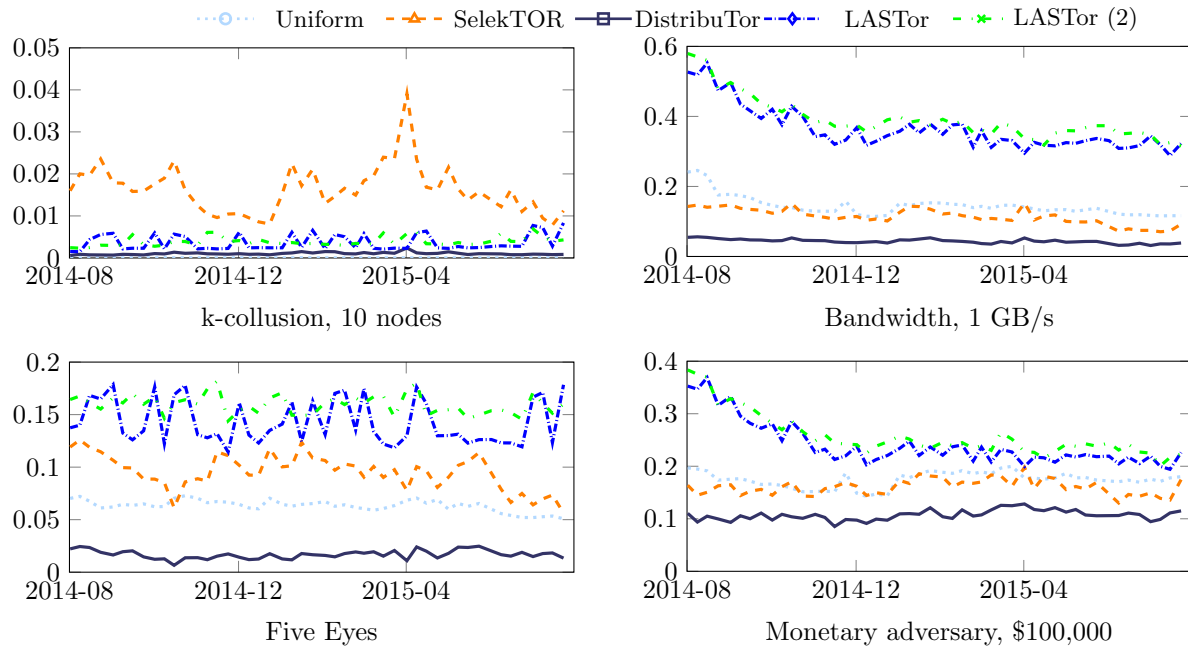 Uniform SelekTOR DistribuTor LASTor LASTor (2)
0.05
0.04
0.03
0.02
0.01
0
2014-08 2014-12 2015-04
k-collusion, 10 nodes
0.6
0.4
0.2
0
2014-08 2014-12 2015-04
Bandwidth, 1 GB/s
0.2
0.15
0.1
0.05
0
2014-08 2014-12 2015-04
Five Eyes
0.4
0.3
0.2
0.1
0
2014-08 2014-12 2015-04
Monetary adversary, $100,000